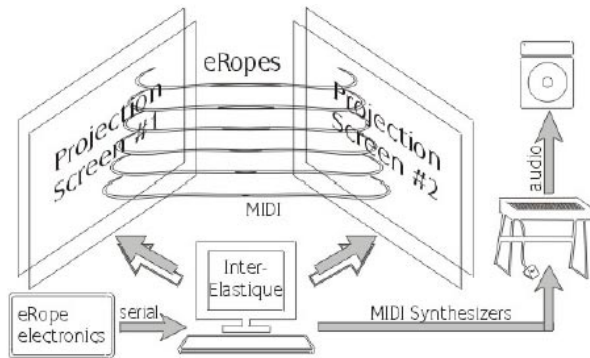 eRopes
Projection
Screen #1
Projection
Screen #2
MIDI
audio
Inter-
Elastique
eRope
electronics
serial
MIDI Synthesizers